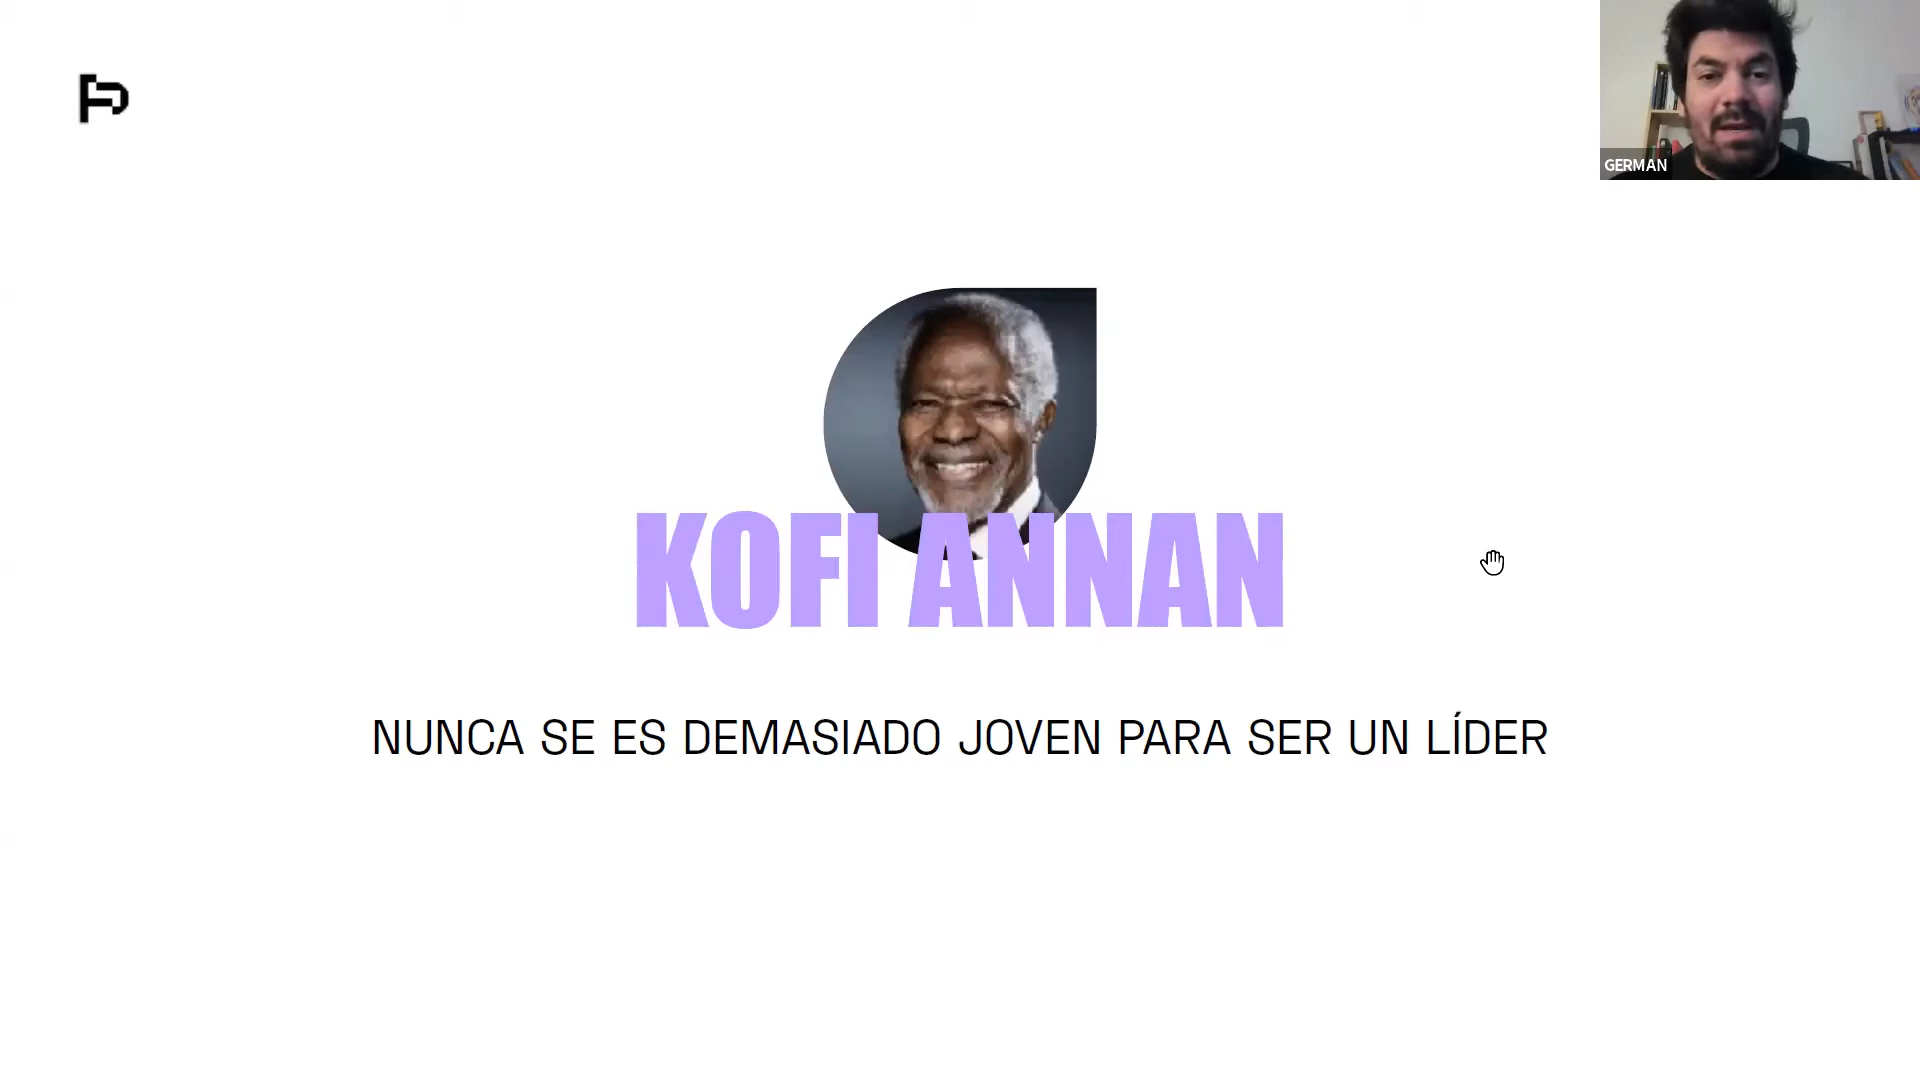 GERMAN
KOFI ANNAN
NUNCA SE ES DEMASIADO JOVEN PARA SER UN LÍDER